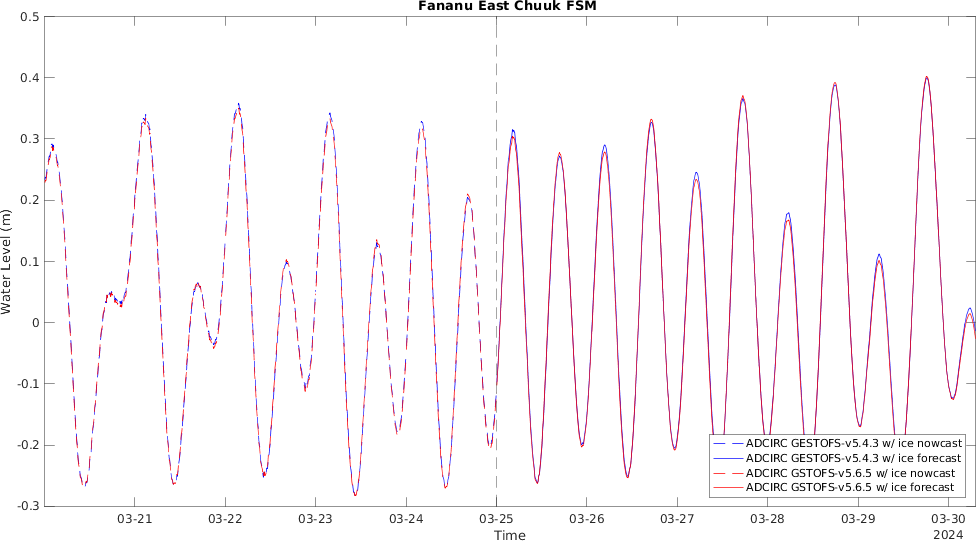 Fananu East Chuuk FSM
Water Level (m)
0.5
0.4
0.3
0.2
0.1
0
-0.1
-0.2
-0.3
ADCIRC GESTOFS-v5.4.3 w/ ice nowcast
ADCIRC GESTOFS-v5.4.3 w/ ice forecast
ADCIRC GSTOFS-v5.6.5 w/ ice nowcast
ADCIRC GSTOFS-v5.6.5 w/ ice forecast
03-21 03-22 03-23 03-24 03-25 03-26 03-27 03-28 03-29 03-30
2024
Time